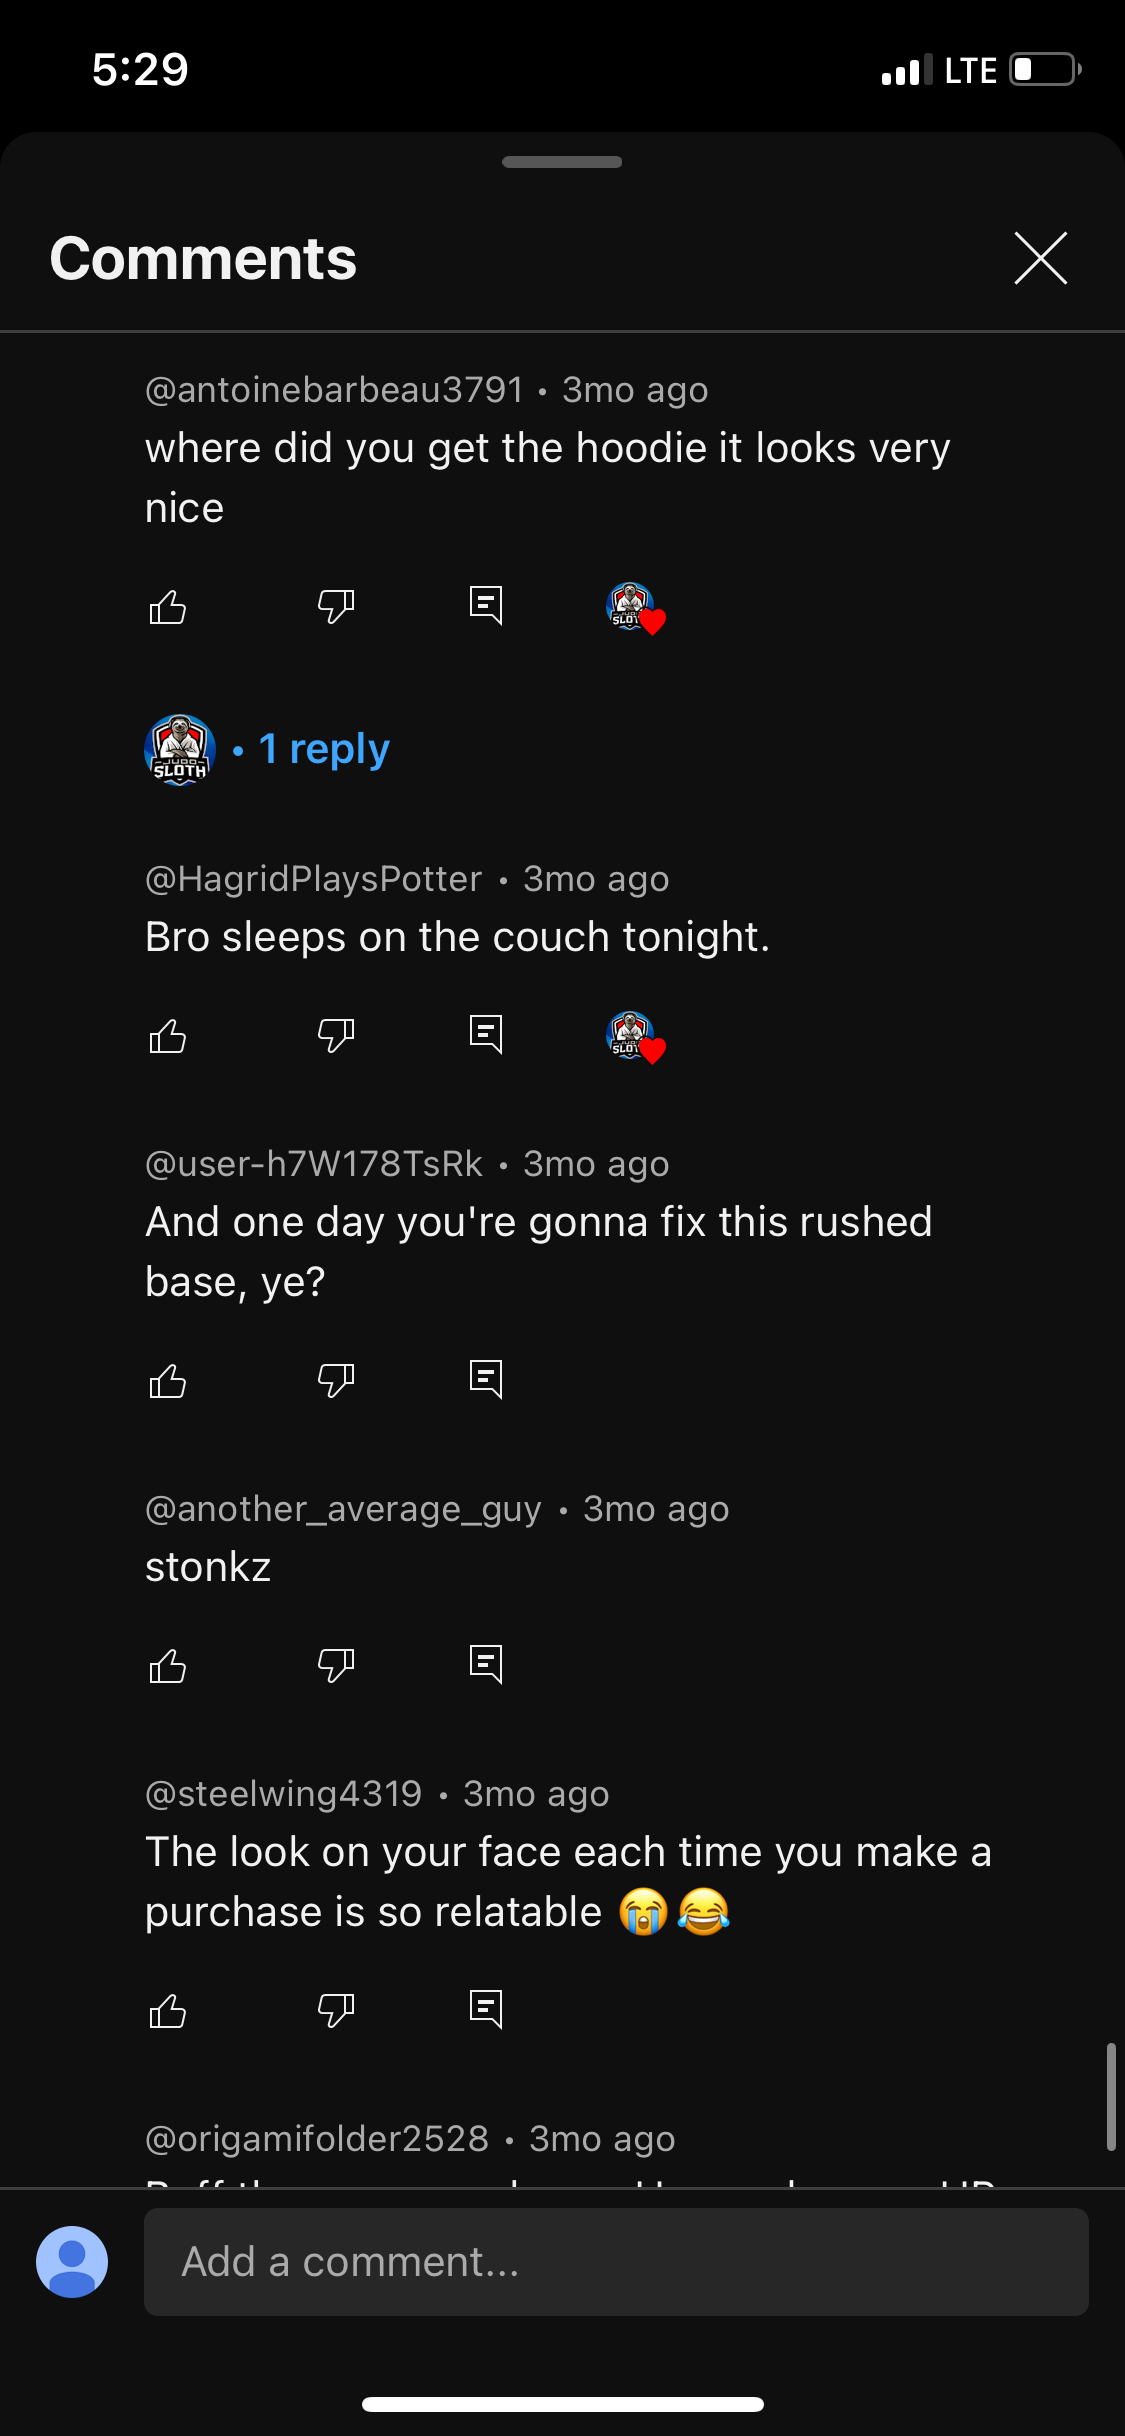 5:29
LTE
Comments
@antoinebarbeau3791 • 3mo ago
where did you get the hoodie it looks very
nice
JUDO
SLOTH
• 1 reply
@HagridPlaysPotter • 3mo ago
Bro sleeps on the couch tonight.
@user-h7W178TsRk • 3mo ago
And one day you're gonna fix this rushed
base, ye?
@another_average_guy • 3mo ago
stonkz
@steelwing4319 • 3mo ago
The look on your face each time you make a
purchase is so relatable 😭😂
@origamifolder2528 • 3mo ago
Add a comment...